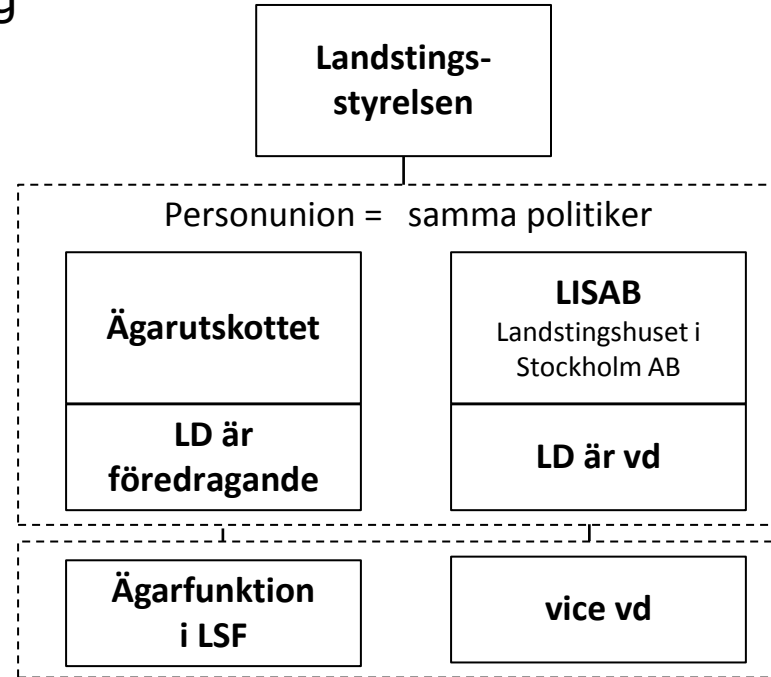 g
Landstings-
styrelsen
Personunion = samma politiker
Ägarutskottet
LISAB
Landstingshuset i
Stockholm AB
LD är
föredragande
LD är vd
Ägarfunktion
i LSF
vice vd